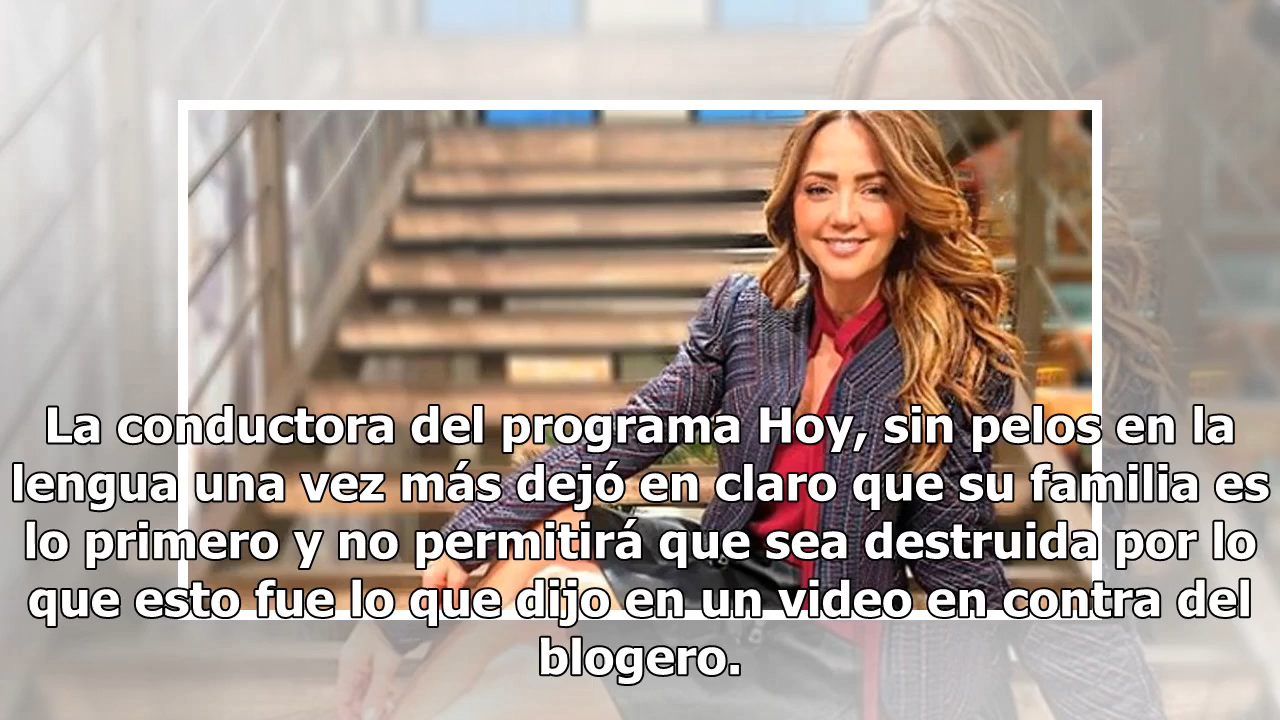 La conductora del programa Hoy, sin pelos en la
lengua una vez más dejó en claro que su familia es
lo primero y no permitirá que sea destruida por lo
que esto fue lo que dijo en un video en contra del
blogero.